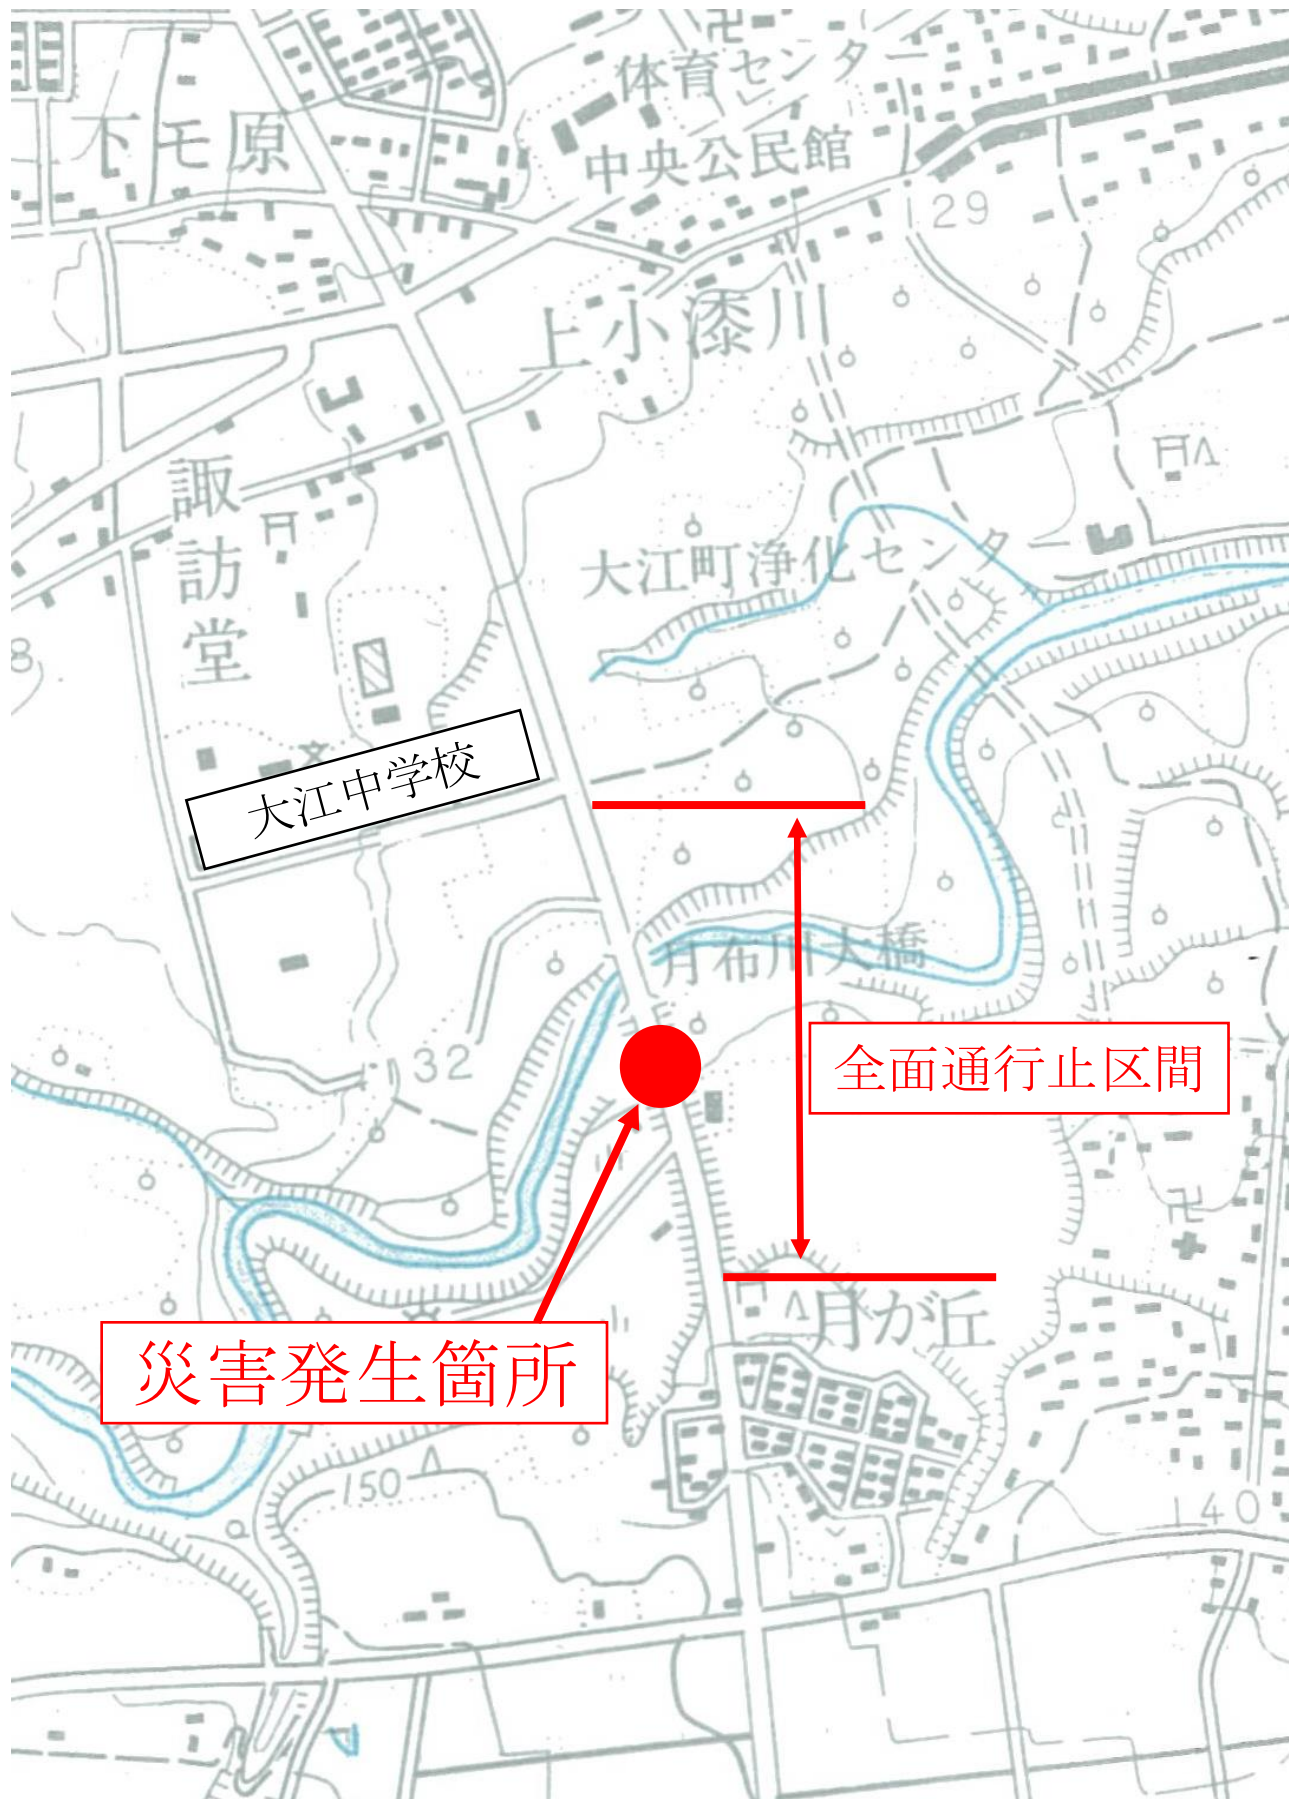 体育センター
下モ原
中央公民館
29
上小漆川
諏訪堂
大江町浄化センター
大江中学校
月布川大橋
全面通行止区間
32
月が丘
災害発生箇所
150
140